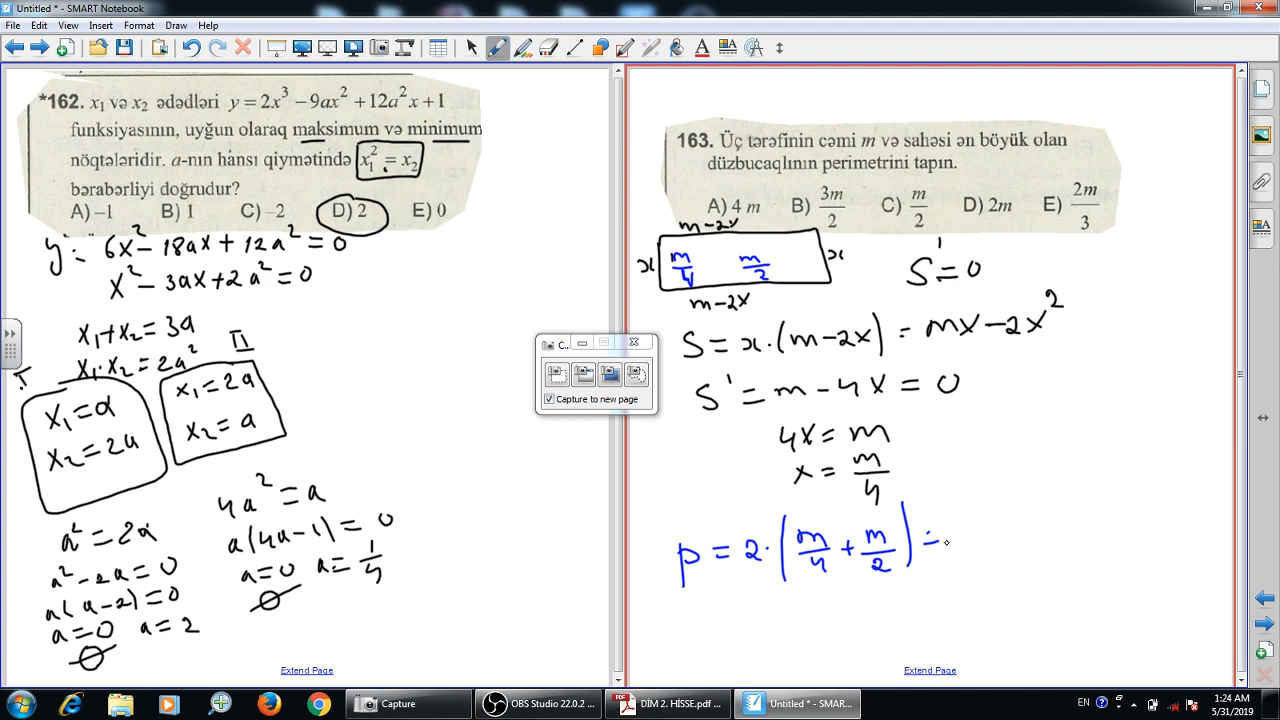 Untitled * - SMART Notebook
File Edit View Insert Format Tools Add-ons Draw Help
*162. x₁ və x₂ ədədləri y = 2x³ − 9ax² + 12a²x + 1
funksiyasının, uyğun olaraq maksimum və minimum
nöqtələridir. a-nın hansı qiymətində x₁² = x₂
bərabərliyi doğrudur?
A) −1 B) 1 C) −2 D) 2 E) 0
y' = 6x² − 18ax + 12a² = 0
x² − 3ax + 2a² = 0
x₁ + x₂ = 3a
x₁ · x₂ = 2a²
I
x₁ = a
x₂ = 2a
II
x₁ = 2a
x₂ = a
a² = 2a
a² − 2a = 0
a(a − 2) = 0
a = 0 a = 2
∅
4a² = a
a(4a − 1) = 0
a = 0 a = 1/4
∅
Extend Page
163. Üç tərəfinin cəmi m və sahəsi ən böyük olan
düzbucaqlının perimetrini tapın.
A) 4 m B) 3m/2 C) m/2 D) 2m E) 2m/3
m − 2x
x m/4 m/2 x
m − 2x
S' = 0
S = x · (m − 2x) = mx − 2x²
S' = m − 4x = 0
4x = m
x = m/4
p = 2 · (m/4 + m/2) =
Extend Page
C...
Capture to new page
Capture
OBS Studio 22.0.2 ...
DİM 2. HİSSE.pdf ...
Untitled * - SMAR...
EN
1:24 AM
5/31/2019